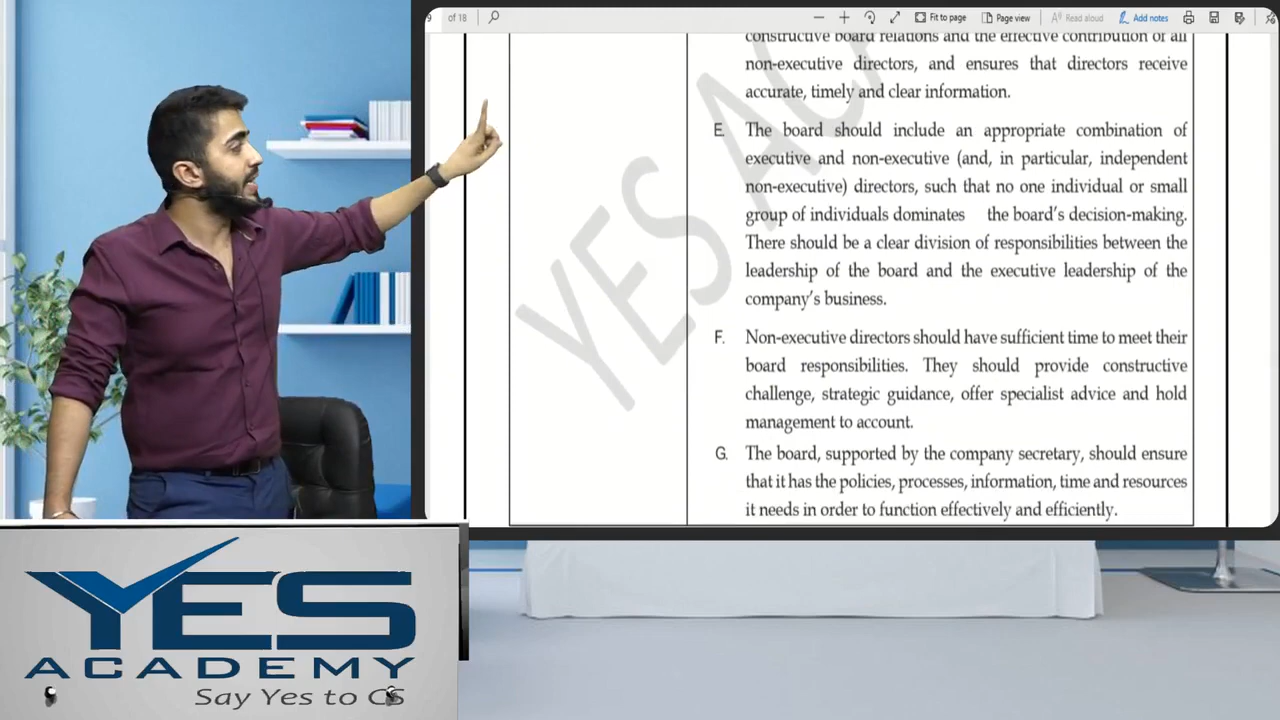 9 of 18 Fit to page Page view Read aloud Add notes
constructive board relations and the effective contribution of all
non-executive directors, and ensures that directors receive
accurate, timely and clear information.
E. The board should include an appropriate combination of
executive and non-executive (and, in particular, independent
non-executive) directors, such that no one individual or small
group of individuals dominates the board's decision-making.
There should be a clear division of responsibilities between the
leadership of the board and the executive leadership of the
company's business.
F. Non-executive directors should have sufficient time to meet their
board responsibilities. They should provide constructive
challenge, strategic guidance, offer specialist advice and hold
management to account.
G. The board, supported by the company secretary, should ensure
that it has the policies, processes, information, time and resources
it needs in order to function effectively and efficiently.
YES AC
YES
ACADEMY
Say Yes to CS